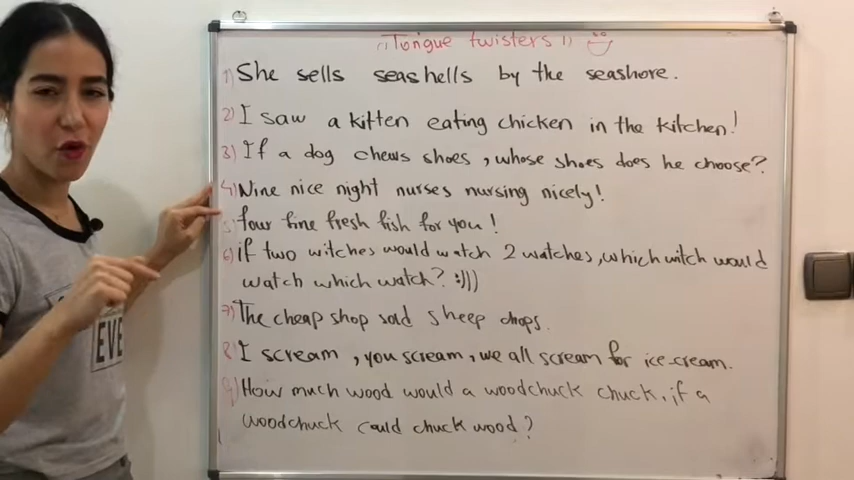 "Tongue twisters"
1) She sells seashells by the seashore.
2) I saw a kitten eating chicken in the kitchen!
3) If a dog chews shoes, whose shoes does he choose?
4) Nine nice night nurses nursing nicely!
5) four fine fresh fish for you!
6) if two witches would watch 2 watches, which witch would
watch which watch? :)))
7) The cheap shop sold sheep chops.
8) I scream, you scream, we all scream for ice-cream.
9) How much wood would a woodchuck chuck, if a
woodchuck could chuck wood?
EVE